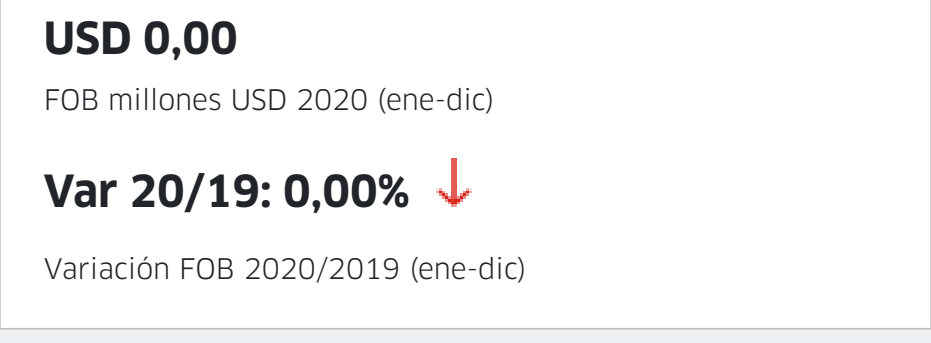 USD 0,00
FOB millones USD 2020 (ene-dic)
Var 20/19: 0,00%
Variación FOB 2020/2019 (ene-dic)